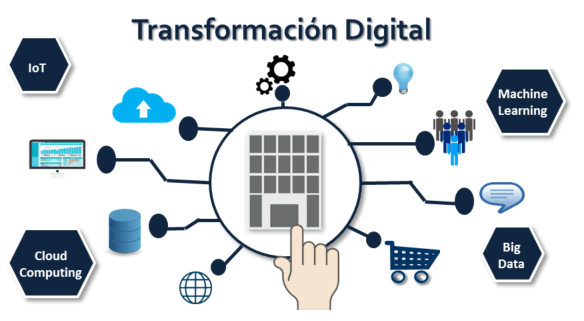 Transformación Digital
IoT
Machine
Learning
Cloud
Computing
Big
Data